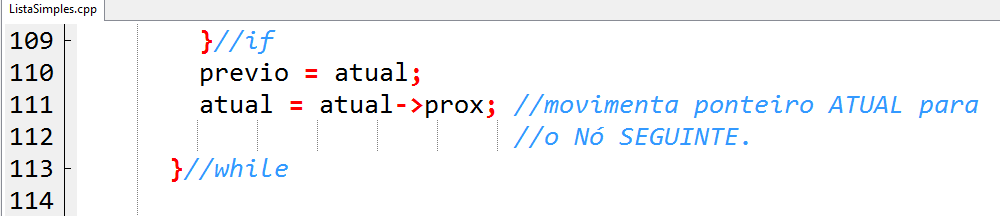 ListaSimples.cpp
109 }//if
110 previo = atual;
111 atual = atual->prox; //movimenta ponteiro ATUAL para
112 //o Nó SEGUINTE.
113 }//while
114